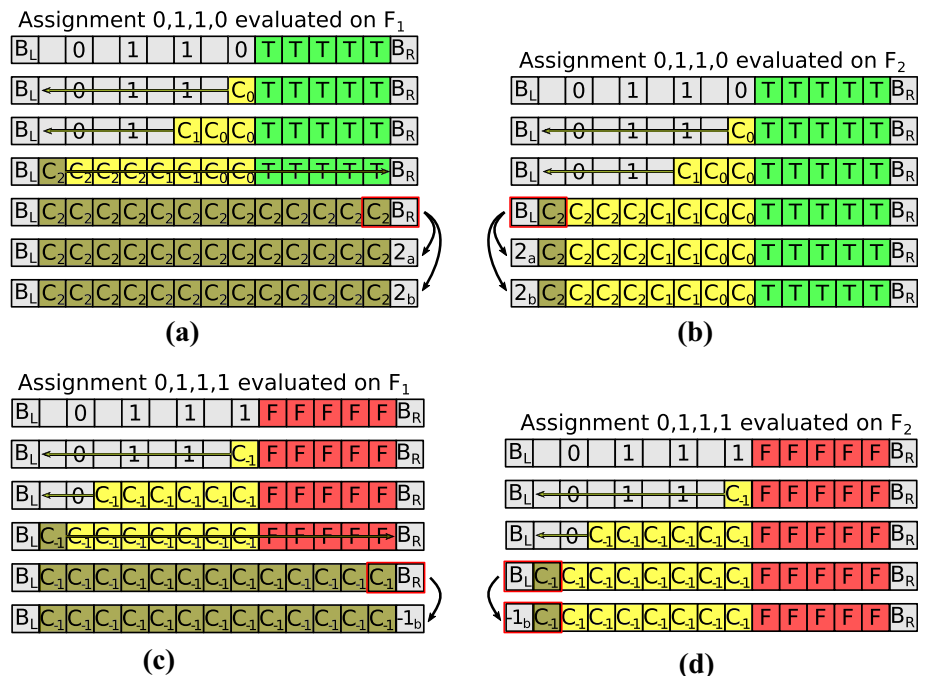 Assignment 0,1,1,0 evaluated on F1
BL 0 1 1 0 T T T T T BR
BL 0 1 1 C0 T T T T T BR
BL 0 1 C1 C0 C0 T T T T T BR
BL C2 C2 C2 C2 C1 C1 C0 C0 T T T T T BR
BL C2 C2 C2 C2 C2 C2 C2 C2 C2 C2 C2 C2 C2 BR
BL C2 C2 C2 C2 C2 C2 C2 C2 C2 C2 C2 C2 C2 2a
BL C2 C2 C2 C2 C2 C2 C2 C2 C2 C2 C2 C2 C2 2b
(a)
Assignment 0,1,1,0 evaluated on F2
BL 0 1 1 0 T T T T T BR
BL 0 1 1 C0 T T T T T BR
BL 0 1 C1 C0 C0 T T T T T BR
BL C2 C2 C2 C2 C1 C1 C0 C0 T T T T T BR
2a C2 C2 C2 C2 C1 C1 C0 C0 T T T T T BR
2b C2 C2 C2 C2 C1 C1 C0 C0 T T T T T BR
(b)
Assignment 0,1,1,1 evaluated on F1
BL 0 1 1 1 F F F F F BR
BL 0 1 1 C-1 F F F F F BR
BL 0 C-1 C-1 C-1 C-1 C-1 C-1 F F F F F BR
BL C-1 C-1 C-1 C-1 C-1 C-1 C-1 C-1 F F F F F BR
BL C-1 C-1 C-1 C-1 C-1 C-1 C-1 C-1 C-1 C-1 C-1 C-1 C-1 BR
BL C-1 C-1 C-1 C-1 C-1 C-1 C-1 C-1 C-1 C-1 C-1 C-1 C-1 -1b
(c)
Assignment 0,1,1,1 evaluated on F2
BL 0 1 1 1 F F F F F BR
BL 0 1 1 C-1 F F F F F BR
BL 0 C-1 C-1 C-1 C-1 C-1 C-1 F F F F F BR
BL C-1 C-1 C-1 C-1 C-1 C-1 C-1 C-1 F F F F F BR
-1b C-1 C-1 C-1 C-1 C-1 C-1 C-1 C-1 F F F F F BR
(d)